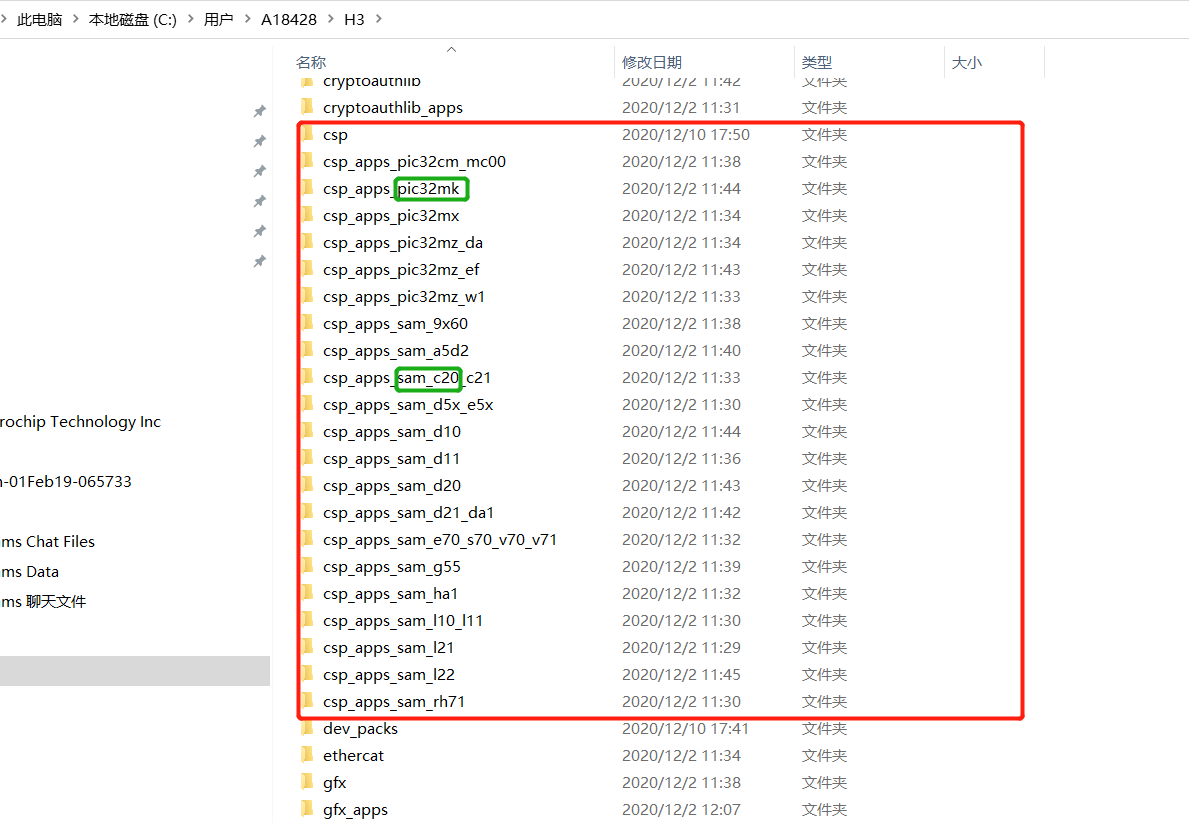 此电脑 > 本地磁盘 (C:) > 用户 > A18428 > H3 >
名称 修改日期 类型 大小
cryptoauthlib 2020/12/2 11:42 文件夹
cryptoauthlib_apps 2020/12/2 11:31 文件夹
csp 2020/12/10 17:50 文件夹
csp_apps_pic32cm_mc00 2020/12/2 11:38 文件夹
csp_apps_pic32mk 2020/12/2 11:44 文件夹
csp_apps_pic32mx 2020/12/2 11:34 文件夹
csp_apps_pic32mz_da 2020/12/2 11:34 文件夹
csp_apps_pic32mz_ef 2020/12/2 11:43 文件夹
csp_apps_pic32mz_w1 2020/12/2 11:33 文件夹
csp_apps_sam_9x60 2020/12/2 11:38 文件夹
csp_apps_sam_a5d2 2020/12/2 11:40 文件夹
csp_apps_sam_c20_c21 2020/12/2 11:33 文件夹
csp_apps_sam_d5x_e5x 2020/12/2 11:30 文件夹
csp_apps_sam_d10 2020/12/2 11:44 文件夹
csp_apps_sam_d11 2020/12/2 11:36 文件夹
csp_apps_sam_d20 2020/12/2 11:43 文件夹
csp_apps_sam_d21_da1 2020/12/2 11:42 文件夹
csp_apps_sam_e70_s70_v70_v71 2020/12/2 11:32 文件夹
csp_apps_sam_g55 2020/12/2 11:39 文件夹
csp_apps_sam_ha1 2020/12/2 11:32 文件夹
csp_apps_sam_l10_l11 2020/12/2 11:30 文件夹
csp_apps_sam_l21 2020/12/2 11:29 文件夹
csp_apps_sam_l22 2020/12/2 11:45 文件夹
csp_apps_sam_rh71 2020/12/2 11:30 文件夹
dev_packs 2020/12/10 17:41 文件夹
ethercat 2020/12/2 11:34 文件夹
gfx 2020/12/2 11:38 文件夹
gfx_apps 2020/12/2 12:07 文件夹
rochip Technology Inc
-01Feb19-065733
ms Chat Files
ms Data
ms 聊天文件